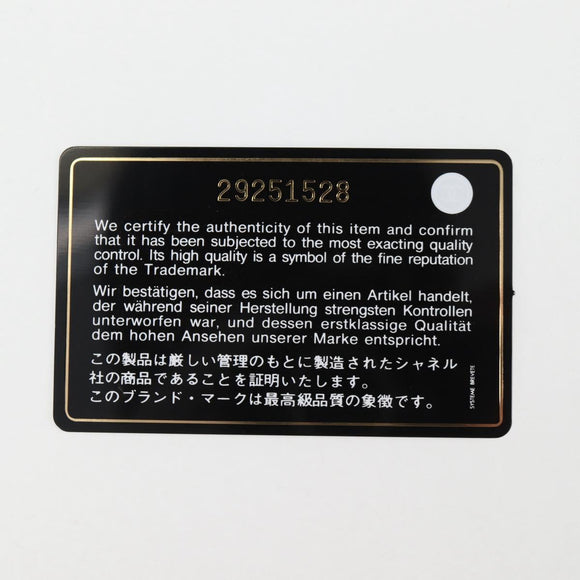 29251528
We certify the authenticity of this item and confirm
that it has been subjected to the most exacting quality
control. Its high quality is a symbol of the fine reputation
of the Trademark.
Wir bestätigen, dass es sich um einen Artikel handelt,
der während seiner Herstellung strengsten Kontrollen
unterworfen war, und dessen erstklassige Qualität
dem hohen Ansehen unserer Marke entspricht.
この製品は厳しい管理のもとに製造されたシャネル
社の商品であることを証明いたします。
このブランド・マークは最高級品質の象徴です。